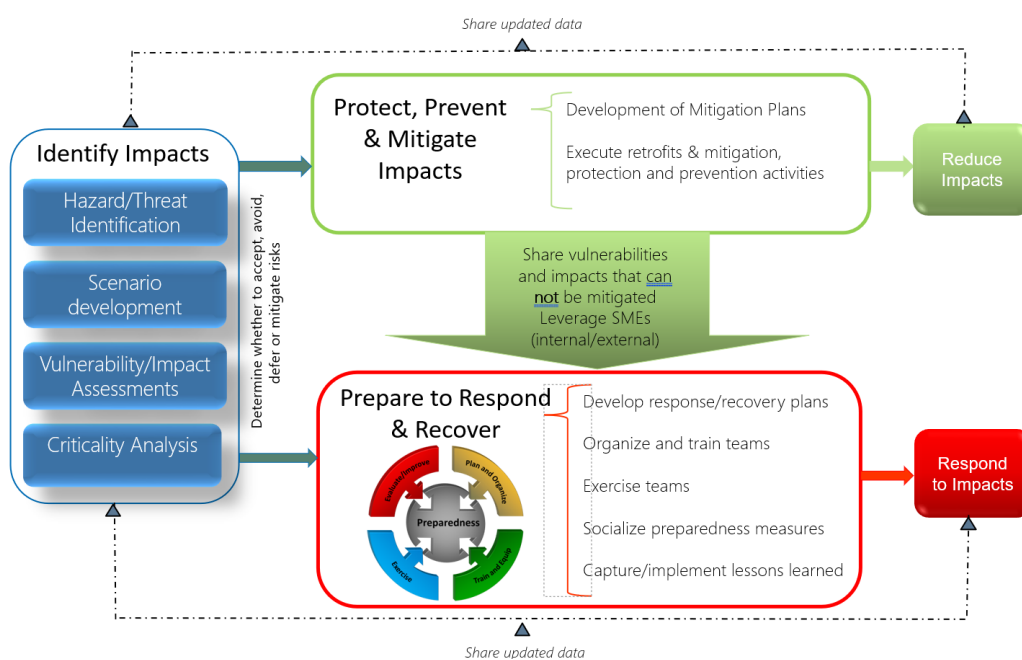 Share updated data
Identify Impacts
Hazard/Threat
Identification
Scenario
development
Vulnerability/Impact
Assessments
Criticality Analysis
Determine whether to accept, avoid,
defer or mitigate risks
Protect, Prevent
& Mitigate
Impacts
Development of Mitigation Plans
Execute retrofits & mitigation,
protection and prevention activities
Reduce
Impacts
Share vulnerabilities
and impacts that can
not be mitigated
Leverage SMEs
(internal/external)
Prepare to Respond
& Recover
Evaluate/Improve
Plan and Organize
Preparedness
Exercise
Train and Equip
Develop response/recovery plans
Organize and train teams
Exercise teams
Socialize preparedness measures
Capture/implement lessons learned
Respond
to Impacts
Share updated data